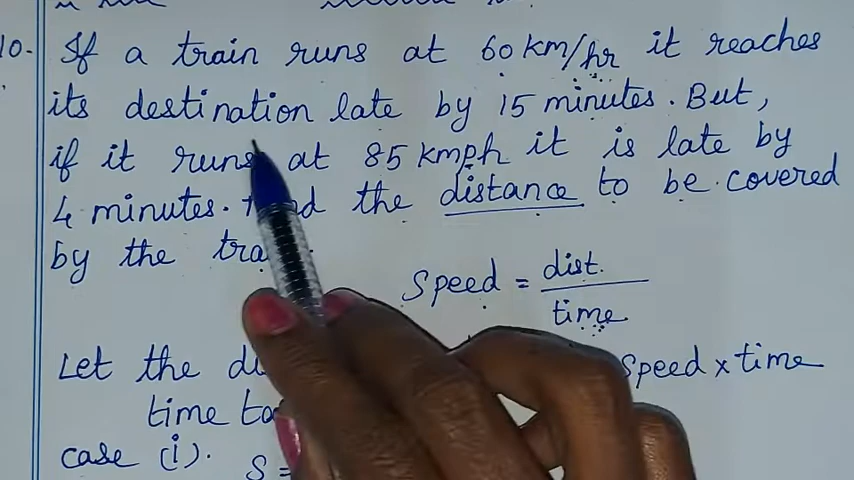 10. If a train runs at 60 km/hr it reaches
its destination late by 15 minutes. But,
if it runs at 85 kmph it is late by
4 minutes. the distance to be covered
by the
Speed = dist.
time
Let the
speed x time
time
case (i).
S =